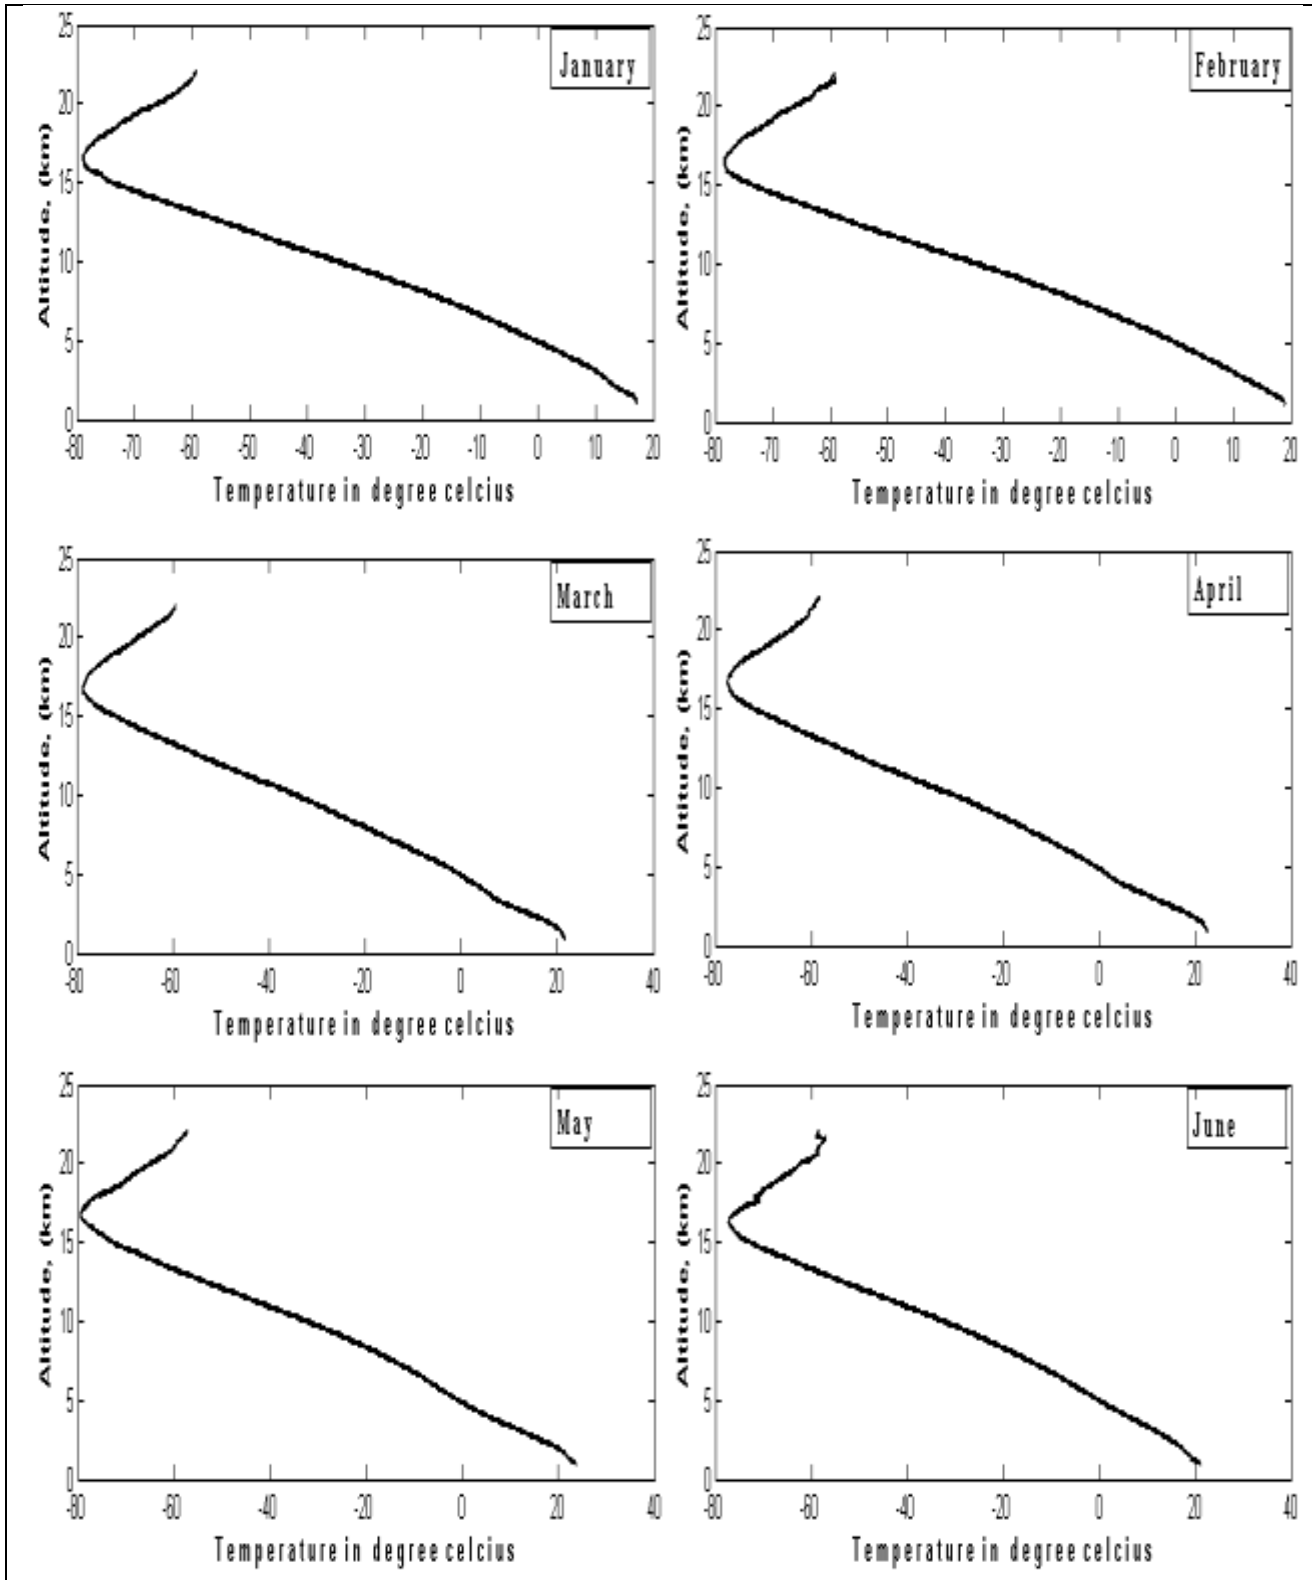 25
January
20
Altitude, (km)
15
10
5
0
-80 -70 -60 -50 -40 -30 -20 -10 0 10 20
Temperature in degree celcius
25
February
20
Altitude, (km)
15
10
5
0
-80 -70 -60 -50 -40 -30 -20 -10 0 10 20
Temperature in degree celcius
25
March
20
Altitude, (km)
15
10
5
0
-80 -60 -40 -20 0 20 40
Temperature in degree celcius
25
April
20
Altitude, (km)
15
10
5
0
-80 -60 -40 -20 0 20 40
Temperature in degree celcius
25
May
20
Altitude, (km)
15
10
5
0
-80 -60 -40 -20 0 20 40
Temperature in degree celcius
25
June
20
Altitude, (km)
15
10
5
0
-80 -60 -40 -20 0 20 40
Temperature in degree celcius